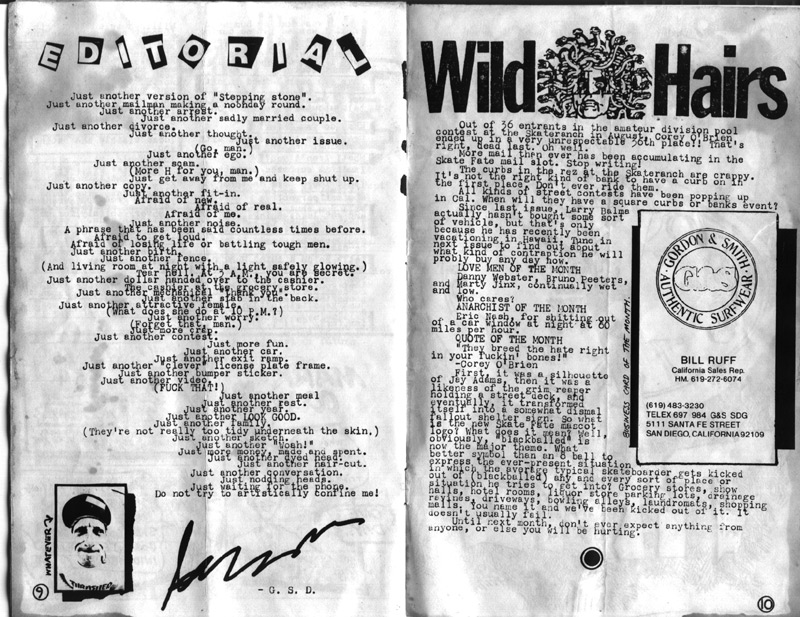 EDITORIAL
Just another version of "Stepping stone".
Just another mailman making a noonday round.
Just another arrest.
Just another sadly married couple.
Just another divorce.
Just another thought.
Just another issue.
(Go, man.)
Just another ego.
Just another scam.
(More H for you, man.)
Just get away from me and keep shut up.
Just another copy.
Just another fit-in.
Afraid of new.
Afraid of real.
Afraid of me.
Just another noise.
A phrase that has been said countless times before.
Afraid to get loud.
Afraid of losing life or battling tough men.
Just another birth.
Just another fence.
(And living room at night with a light safely glowing.)
Year hell! At 2 A.M. you are secret.
Just another dollar handed over to the cashier.
The cashier at the grocery store.
Just another mechanical "thank you."
Just another stab in the back.
Just another attractive female.
(What does she do at 10 P.M.?)
Just another worry.
(Forget that, man.)
Just more crap.
Just another contest.
Just more fun.
Just another car.
Just another exit ramp.
Just another "clever" license plate frame.
Just another bumper sticker.
Just another video.
(FUCK THAT!)
Just another meal
Just another rest.
Just another year.
Just another LOOK GOOD.
Just another family.
(They're not really too tidy underneath the skin.)
Just another sketch.
Just another "Woah!"
Just more money, made and spent.
Just another dyed head.
Just another hair-cut.
Just another conversation.
Just nodding heads.
Just waiting for the phone.
Do not try to artistically confine me!
WHATEVER
THRASHER
- G. S. D.
9
Wild Hairs
Out of 36 entrants in the amateur division pool
contest at the Skateranch in August, Corey O'Brien
ended up in a very unrespectable 36th place!! That's
right, dead last. Oh well.
More mail than ever has been accumulating in the
Skate Fate mail slot. Stop writing!
The curbs in the rez at the Skateranch are crappy.
It's not the right kind of bank to have a curb on in
the first place. Don't ever ride them.
All kinds of street contests have been popping up
in Cal. When will they have a square curbs or banks event?
Since last issue, Larry Balma
actually hasn't bought some sort
of vehicle, but that's only
because he has recently been
vacationing in Hawaii. Tune in
next issue to find out about
what kind of contraption he will
probly buy any day now.
LOVE MEN OF THE MONTH
Danny Webster, Bruno Peeters,
and Marty Jinx, continually wet
and low.
Who cares?
ANARCHIST OF THE MONTH
Eric Nash, for shitting out
of a car window at night at 60
miles per hour.
QUOTE OF THE MONTH
"They breed the hate right
in your fuckin' bones!"
-Corey O'Brien
First, it was a silhouette
of Jay Adams, then it was a
likeness of the grim reaper
holding a street deck, and
eventually, it transformed
itself into a somewhat dismal
fallout shelter sign. So what
is the new Skate Fate mascot
logo? What does it mean? Well,
obviously, blackballed is
now the major theme. What
better symbol than an 8 ball to
express the ever-present situation
in which the average typical skateboarder gets kicked
out of (blackballed) any and every sort of place or
situation he tries to get into? Grocery stores, show
halls, hotel rooms, liquor store parking lots, drainage
ravines, driveways, bowling alleys, laundromats, shopping
malls. You name it and we've been kicked out of it. It
doesn't usually fail.
Until next month, don't ever expect anything from
anyone, or else you will be hurting.
BUSINESS CARD OF THE MONTH.
GORDON & SMITH
AUTHENTIC SURFWEAR
BILL RUFF
California Sales Rep.
HM. 619-272-6074
(619) 483-3230
TELEX 697 984 G&S SDG
5111 SANTA FE STREET
SAN DIEGO, CALIFORNIA 92109
10